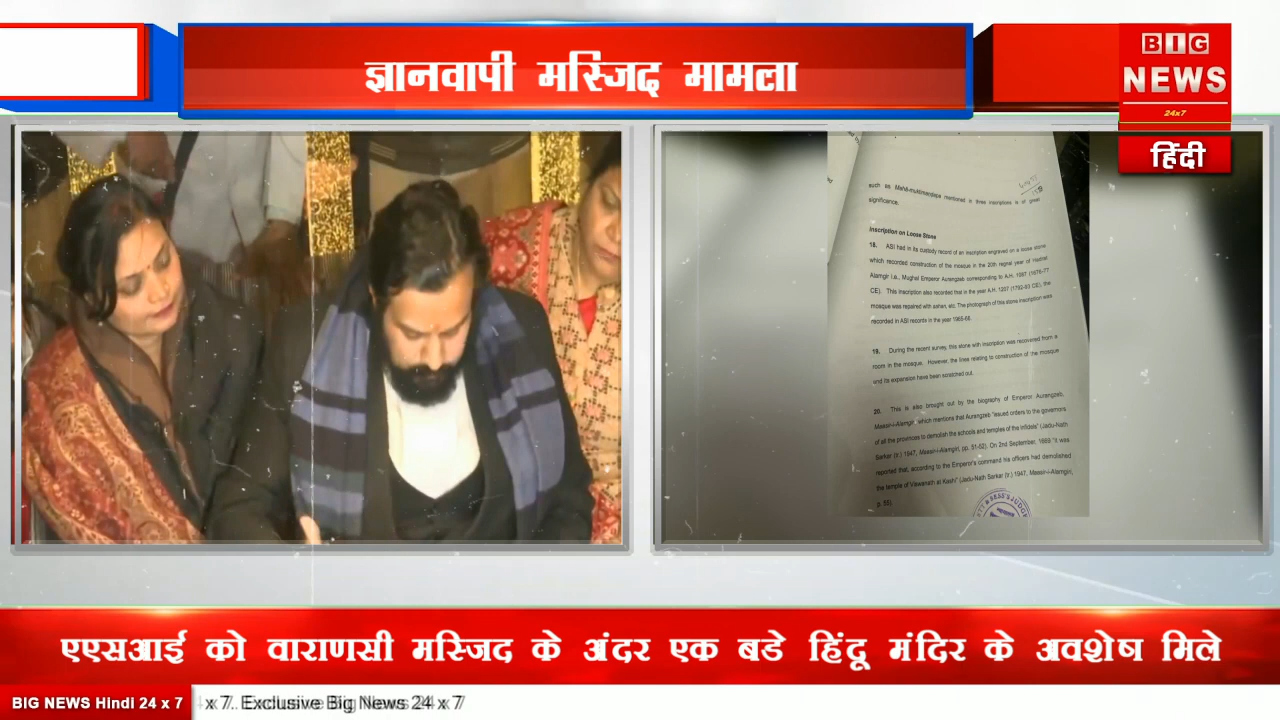 ज्ञानवापी मस्जिद मामला
BIG
NEWS
24x7
हिंदी
such as Mahā-muktimandapa mentioned in three inscriptions is of great
significance.
Inscription on Loose Stone
18. ASI had in its custody record of an inscription engraved on a loose stone
which recorded construction of the mosque in the 20th regnal year of Hadrat
Alamgir i.e., Mughal Emperor Aurangzeb corresponding to A.H. 1087 (1676-77
CE). This inscription also recorded that in the year A.H. 1207 (1792-93 CE), the
mosque was repaired with sahan, etc. The photograph of this stone inscription was
recorded in ASI records in the year 1965-66.
19. During the recent survey, this stone with inscription was recovered from a
room in the mosque. However, the lines relating to construction of the mosque
und its expansion have been scratched out.
20. This is also brought out by the biography of Emperor Aurangzeb,
Maasir-i-Alamgiri, which mentions that Aurangzeb "issued orders to the governors
of all the provinces to demolish the schools and temples of the infidels" (Jadu-Nath
Sarkar (tr.) 1947, Maasir-i-Alamgiri, pp. 51-52). On 2nd September, 1669 "it was
reported that, according to the Emperor's command his officers had demolished
the temple of Viswanath at Kashi" (Jadu-Nath Sarkar (tr.) 1947, Maasir-i-Alamgiri,
p. 55).
एएसआई को वाराणसी मस्जिद के अंदर एक बडे हिंदू मंदिर के अवशेष मिले
BIG NEWS Hindi 24 x 7
x 7. Exclusive Big News 24 x 7